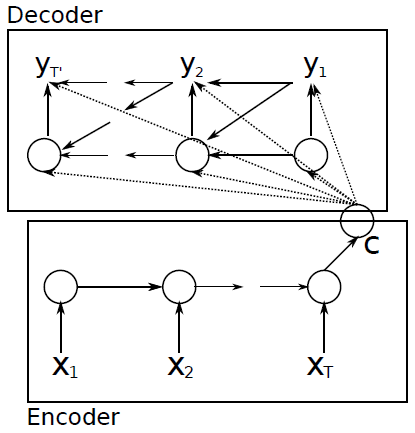 Decoder
yT' y2 y1
c
x1 x2 xT
Encoder